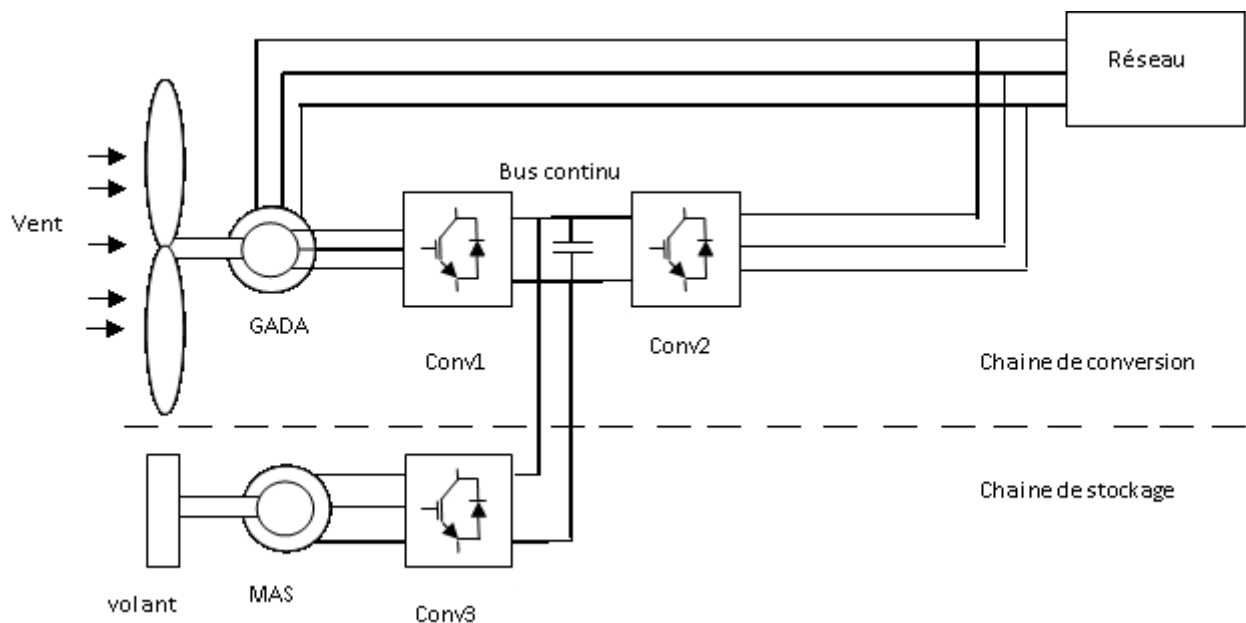 Réseau
Bus continu
Vent
GADA
Conv1
Conv2
Chaine de conversion
Chaine de stockage
volant
MAS
Conv3